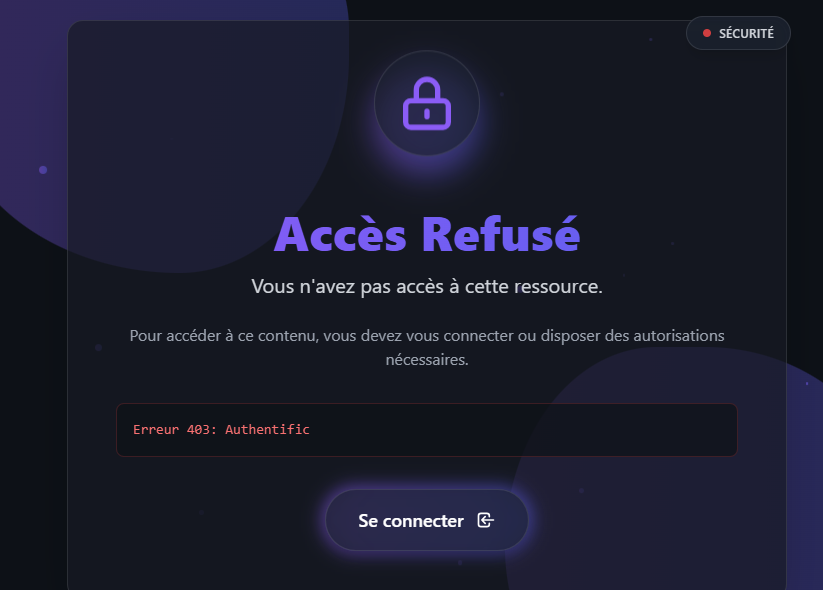 SÉCURITÉ
Accès Refusé
Vous n'avez pas accès à cette ressource.
Pour accéder à ce contenu, vous devez vous connecter ou disposer des autorisations
nécessaires.
Erreur 403: Authentific
Se connecter